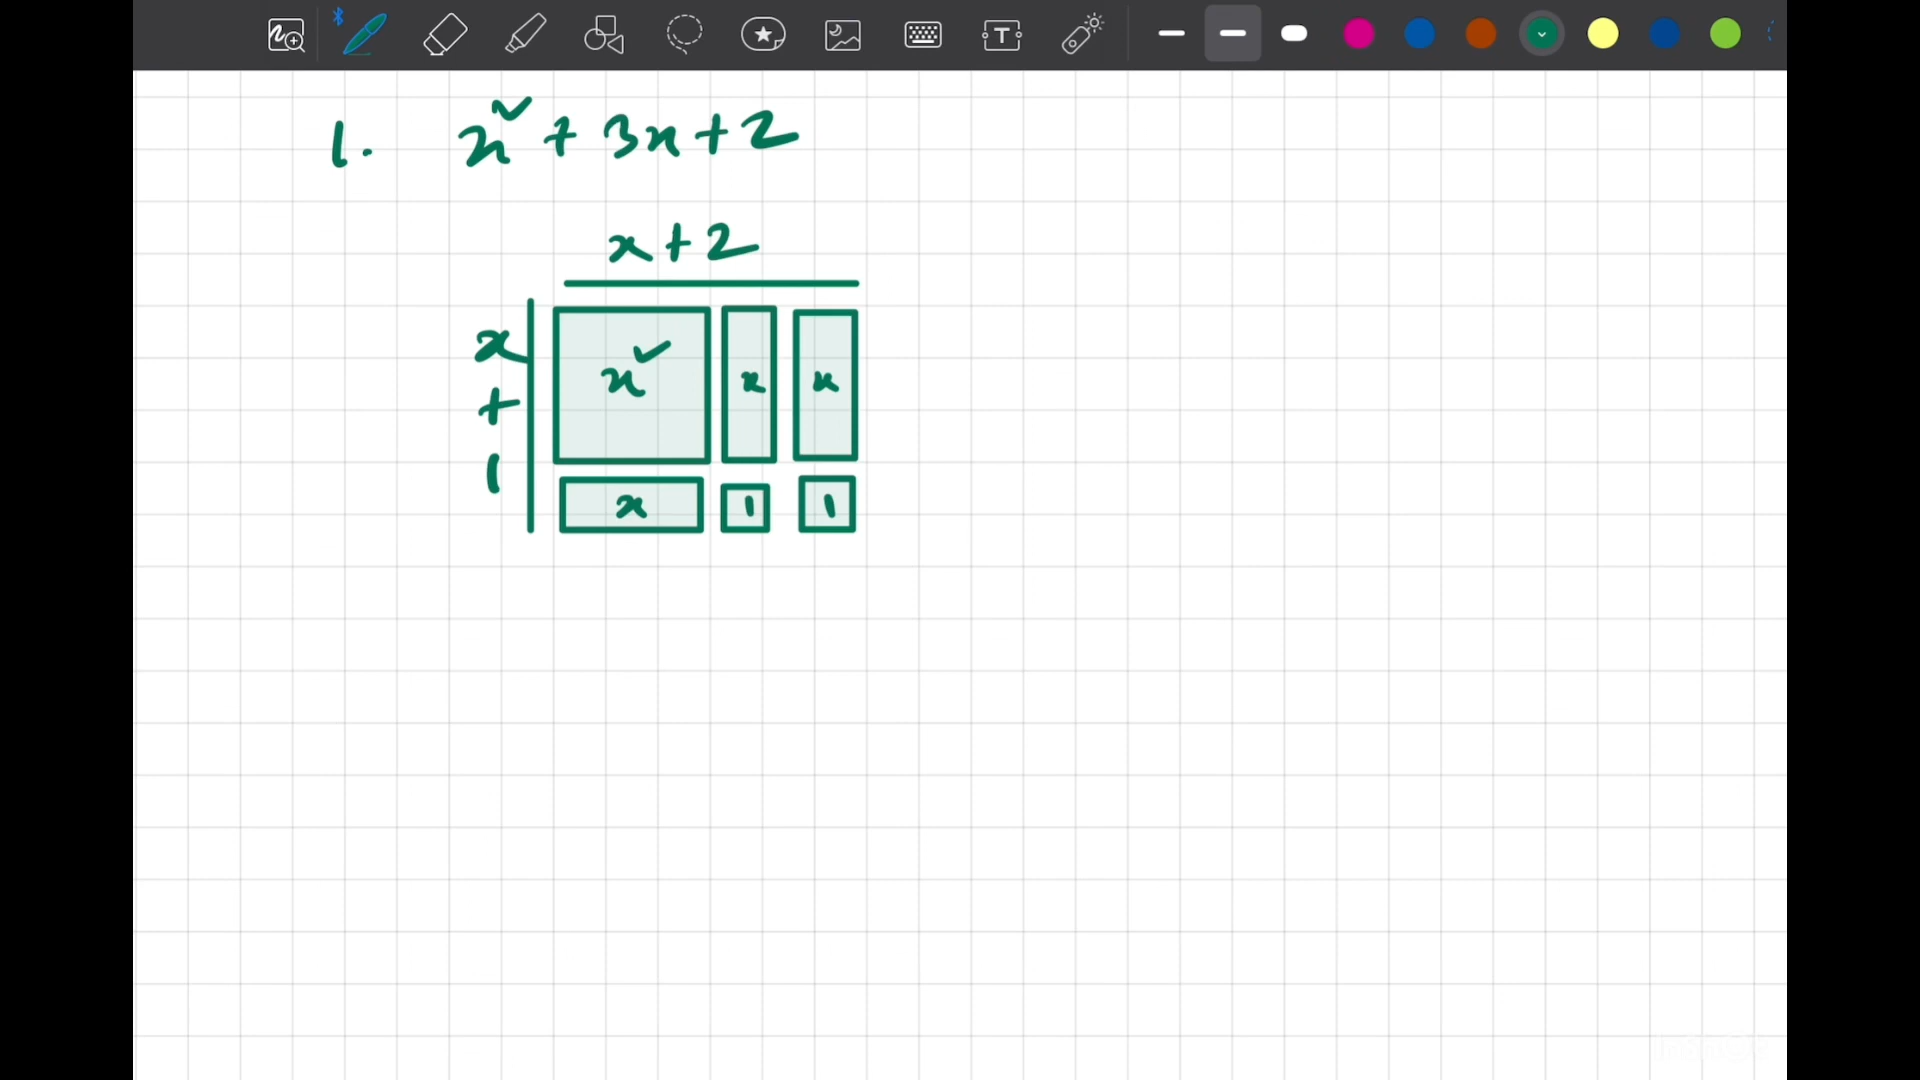 1. x² + 3x + 2
x + 2
x
+
1
x² x x
x 1 1